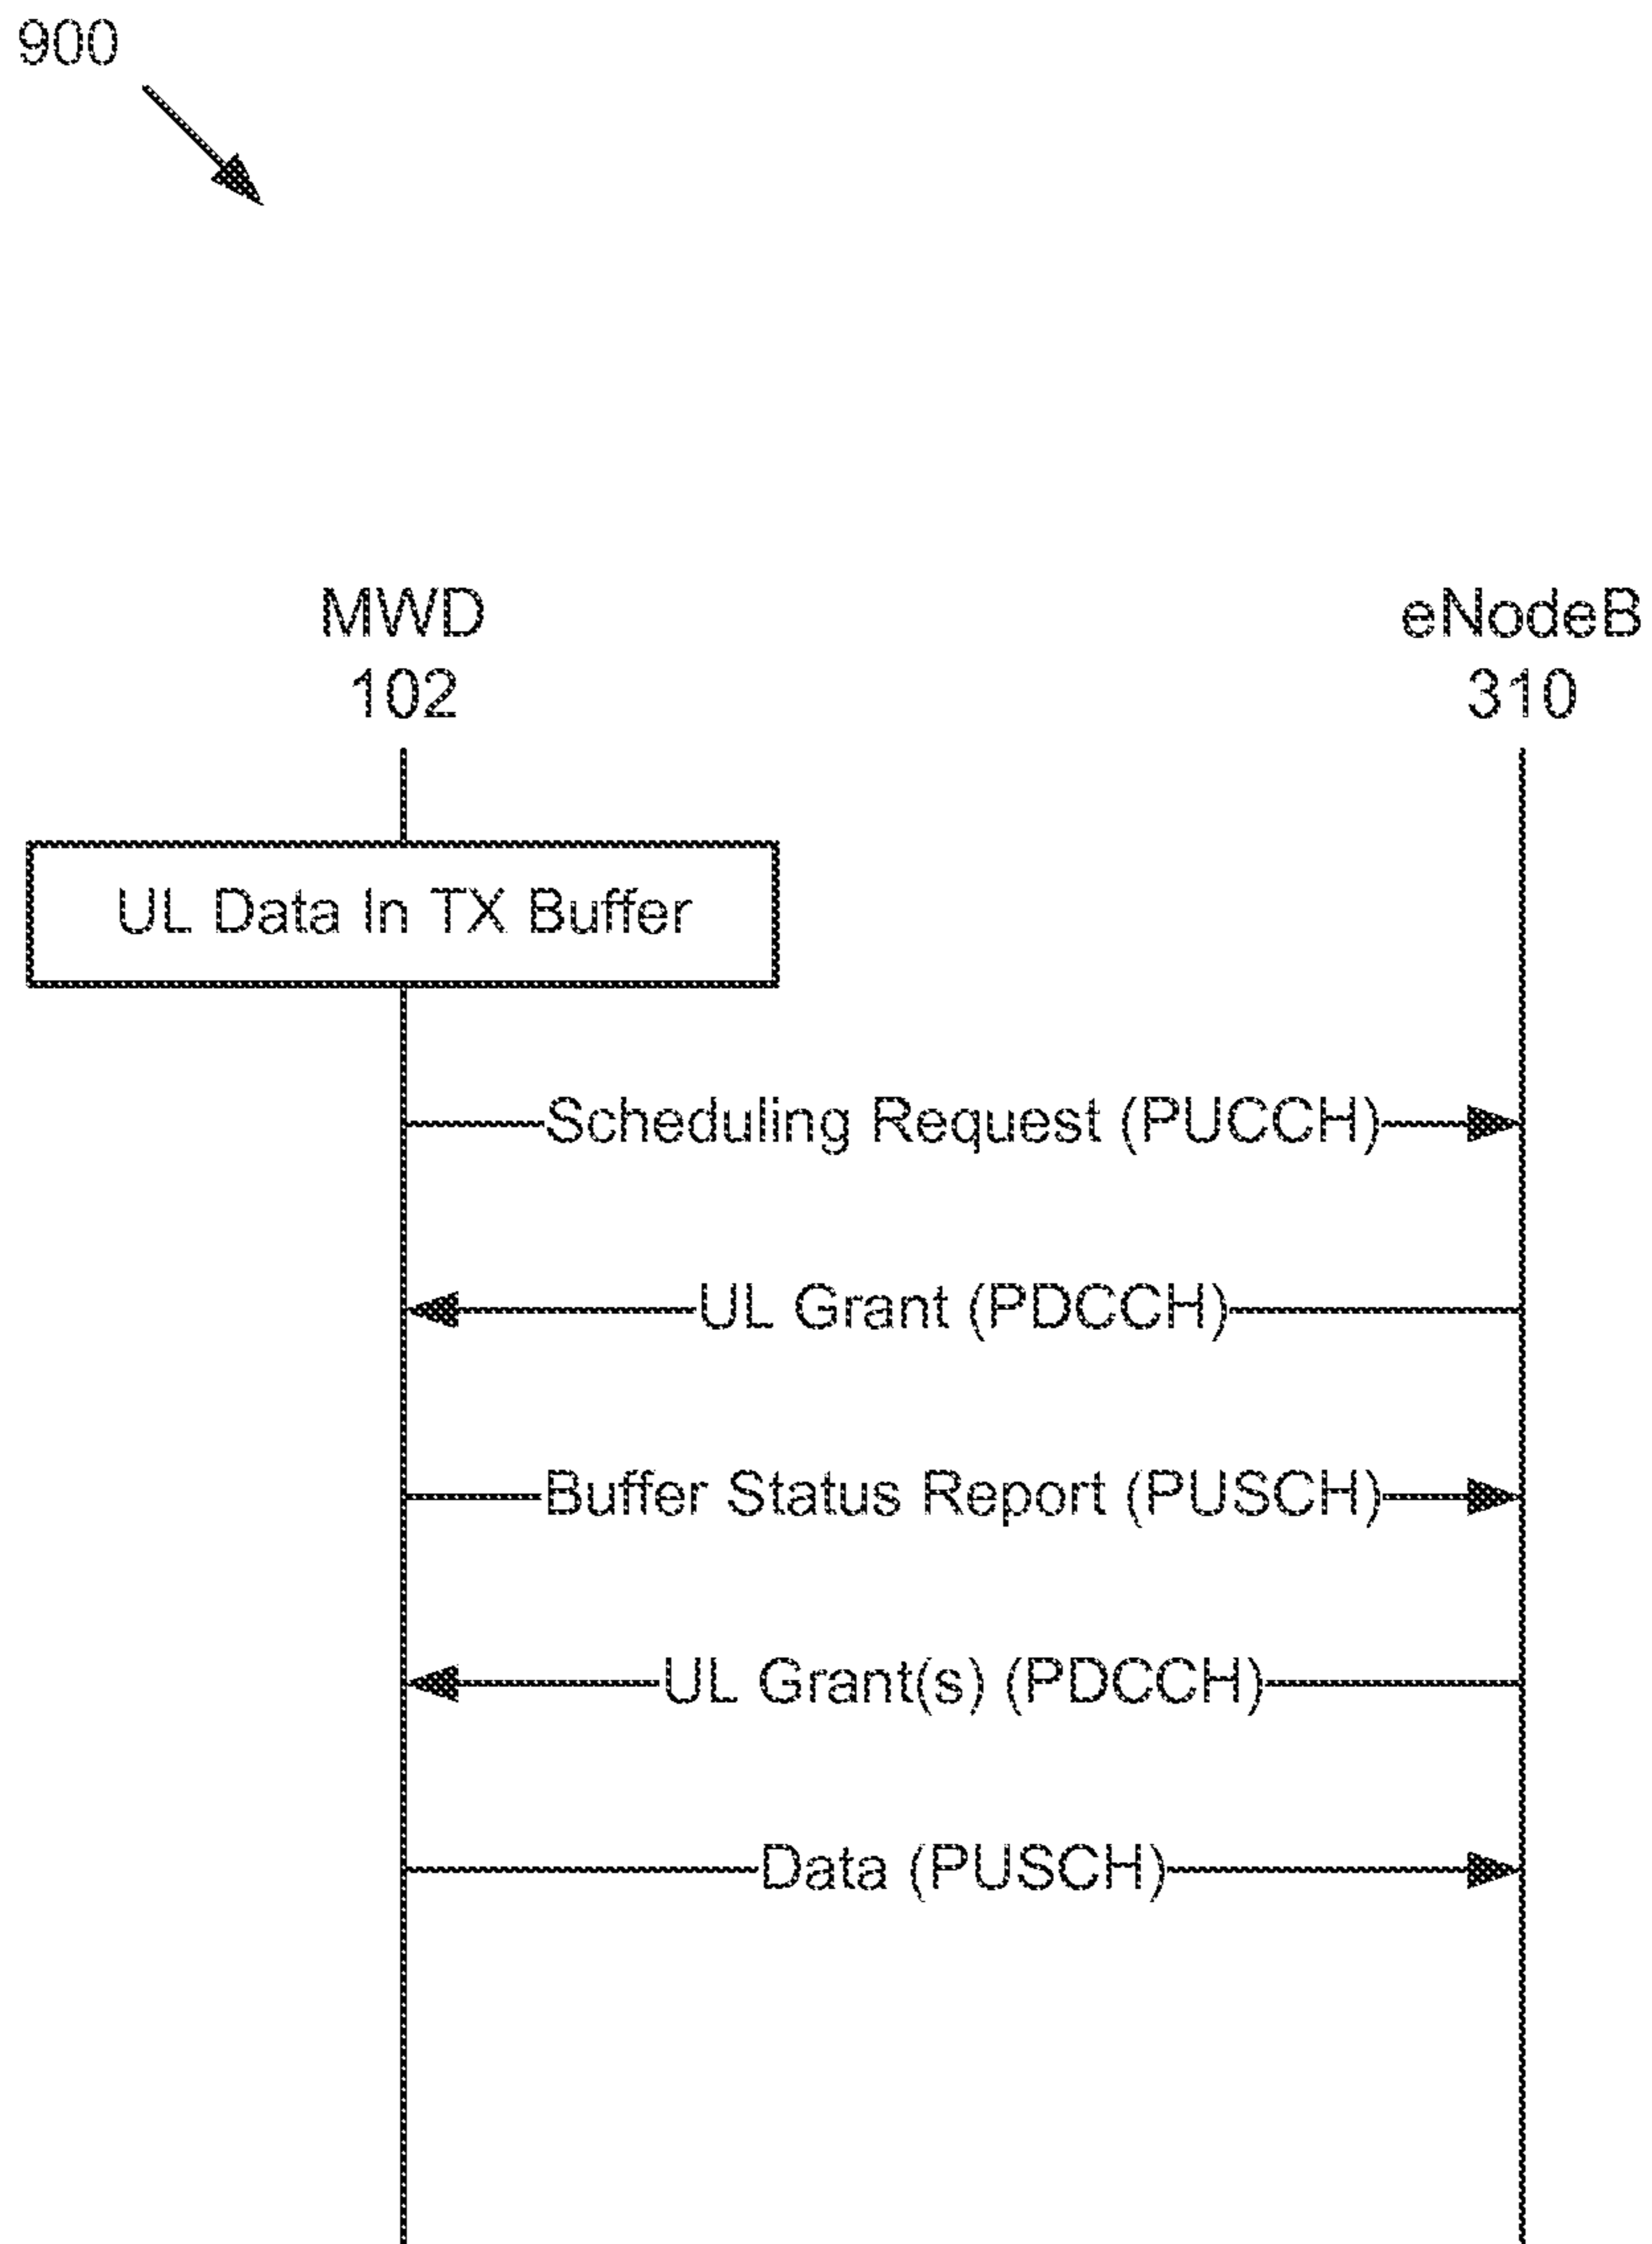 900
MWD
102
eNodeB
310
UL Data In TX Buffer
Scheduling Request (PUCCH)
UL Grant (PDCCH)
Buffer Status Report (PUSCH)
UL Grant(s) (PDCCH)
Data (PUSCH)